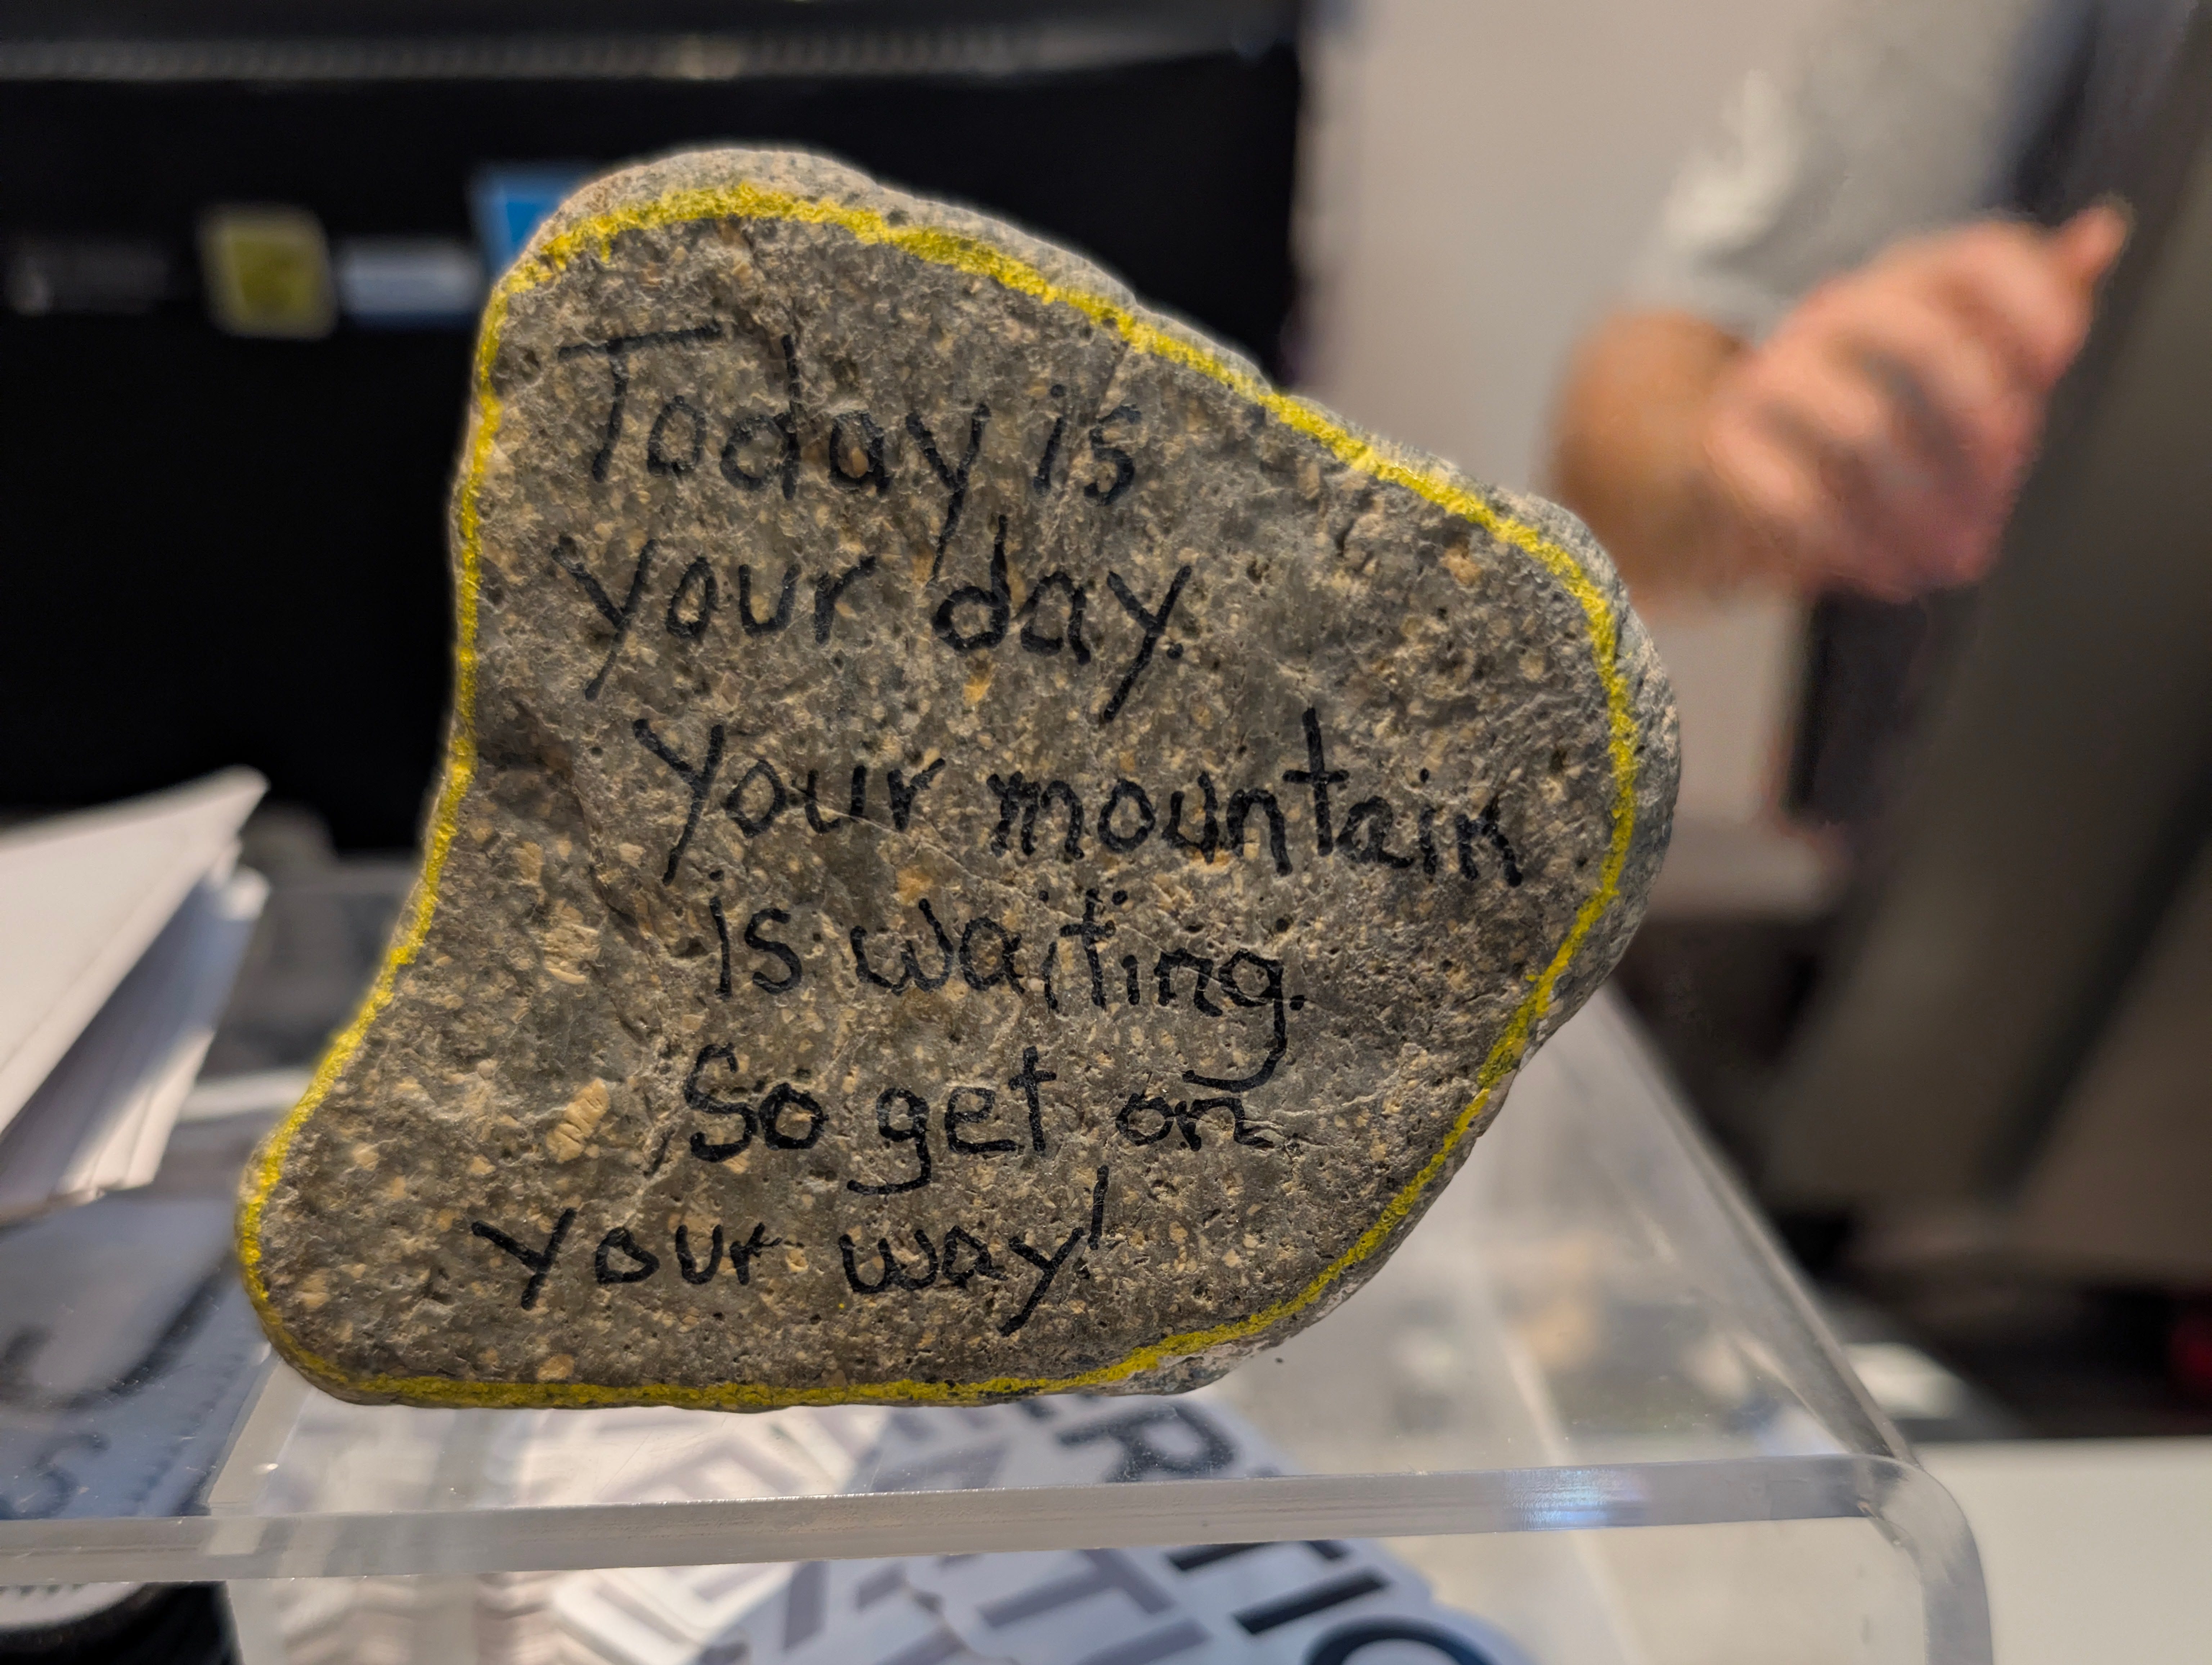 Today is
your day.
Your mountain
is waiting.
So get on
your way!